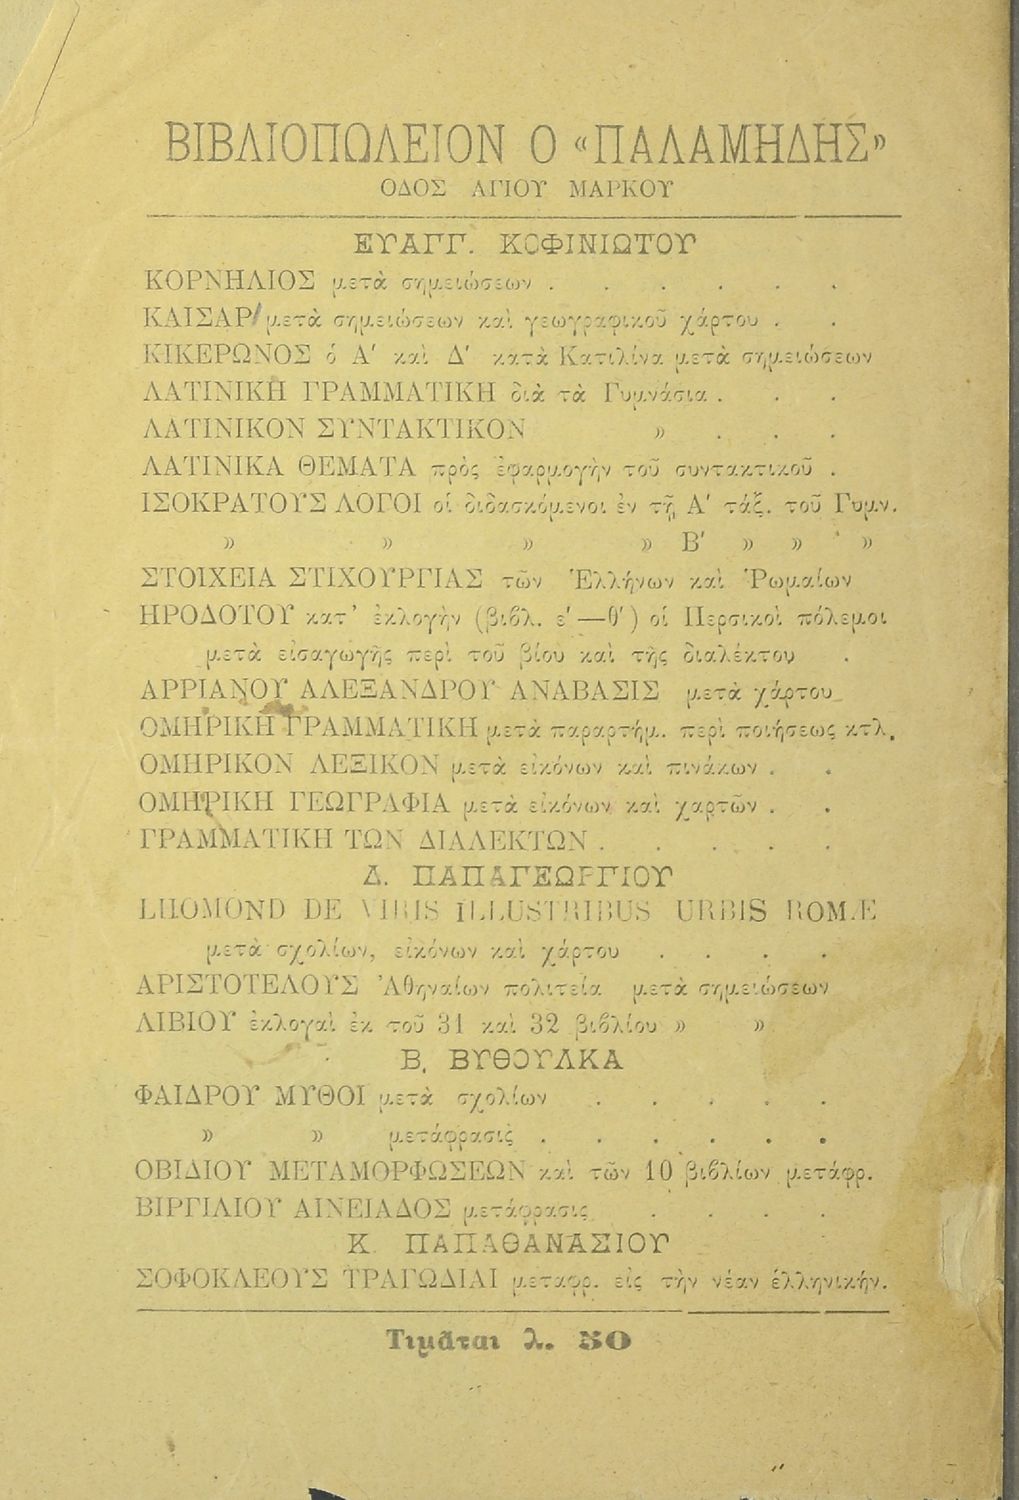 ΒΙΒΛΙΟΠΩΛΕΙΟΝ Ο «ΠΑΛΑΜΗΔΗΣ»
ΟΔΟΣ ΑΓΙΟΥ ΜΑΡΚΟΥ
ΕΥΑΓΓ. ΚΟΦΙΝΙΩΤΟΥ
ΚΟΡΝΗΛΙΟΣ μετὰ σημειώσεων . . . . . .
ΚΑΙΣΑΡ μετὰ σημειώσεων καὶ γεωγραφικοῦ χάρτου . .
ΚΙΚΕΡΩΝΟΣ ὁ Α' καὶ Δ' κατὰ Κατιλίνα μετὰ σημειώσεων
ΛΑΤΙΝΙΚΗ ΓΡΑΜΜΑΤΙΚΗ διὰ τὰ Γυμνάσια . . .
ΛΑΤΙΝΙΚΟΝ ΣΥΝΤΑΚΤΙΚΟΝ » . . .
ΛΑΤΙΝΙΚΑ ΘΕΜΑΤΑ πρὸς ἐφαρμογὴν τοῦ συντακτικοῦ .
ΙΣΟΚΡΑΤΟΥΣ ΛΟΓΟΙ οἱ διδασκόμενοι ἐν τῇ Α' τάξ. τοῦ Γυμν.
» » » » Β' » » »
ΣΤΟΙΧΕΙΑ ΣΤΙΧΟΥΡΓΙΑΣ τῶν Ἑλλήνων καὶ Ῥωμαίων
ΗΡΟΔΟΤΟΥ κατ' ἐκλογὴν (βιβλ. ε'—θ') οἱ Περσικοὶ πόλεμοι
μετὰ εἰσαγωγῆς περὶ τοῦ βίου καὶ τῆς διαλέκτου .
ΑΡΡΙΑΝΟΥ ΑΛΕΞΑΝΔΡΟΥ ΑΝΑΒΑΣΙΣ μετὰ χάρτου
ΟΜΗΡΙΚΗ ΓΡΑΜΜΑΤΙΚΗ μετὰ παραρτήμ. περὶ ποιήσεως κτλ.
ΟΜΗΡΙΚΟΝ ΛΕΞΙΚΟΝ μετὰ εἰκόνων καὶ πινάκων . .
ΟΜΗΡΙΚΗ ΓΕΩΓΡΑΦΙΑ μετὰ εἰκόνων καὶ χαρτῶν . .
ΓΡΑΜΜΑΤΙΚΗ ΤΩΝ ΔΙΑΛΕΚΤΩΝ . . . . .
Δ. ΠΑΠΑΓΕΩΡΓΙΟΥ
LHOMOND DE VIRIS ILLUSTRIBUS URBIS ROMÆ
μετὰ σχολίων, εἰκόνων καὶ χάρτου . . . .
ΑΡΙΣΤΟΤΕΛΟΥΣ Ἀθηναίων πολιτεία μετὰ σημειώσεων
ΛΙΒΙΟΥ ἐκλογαὶ ἐκ τοῦ 31 καὶ 32 βιβλίου » »
Β. ΒΥΘΟΥΛΚΑ
ΦΑΙΔΡΟΥ ΜΥΘΟΙ μετὰ σχολίων . . . . .
» » μετάφρασις . . . . . .
ΟΒΙΔΙΟΥ ΜΕΤΑΜΟΡΦΩΣΕΩΝ καὶ τῶν 10 βιβλίων μετάφρ.
ΒΙΡΓΙΛΙΟΥ ΑΙΝΕΙΑΔΟΣ μετάφρασις . . . .
Κ ΠΑΠΑΘΑΝΑΣΙΟΥ
ΣΟΦΟΚΛΕΟΥΣ ΤΡΑΓΩΔΙΑΙ μεταφρ. εἰς τὴν νέαν ἑλληνικήν.
Τιμᾶται λ. 50